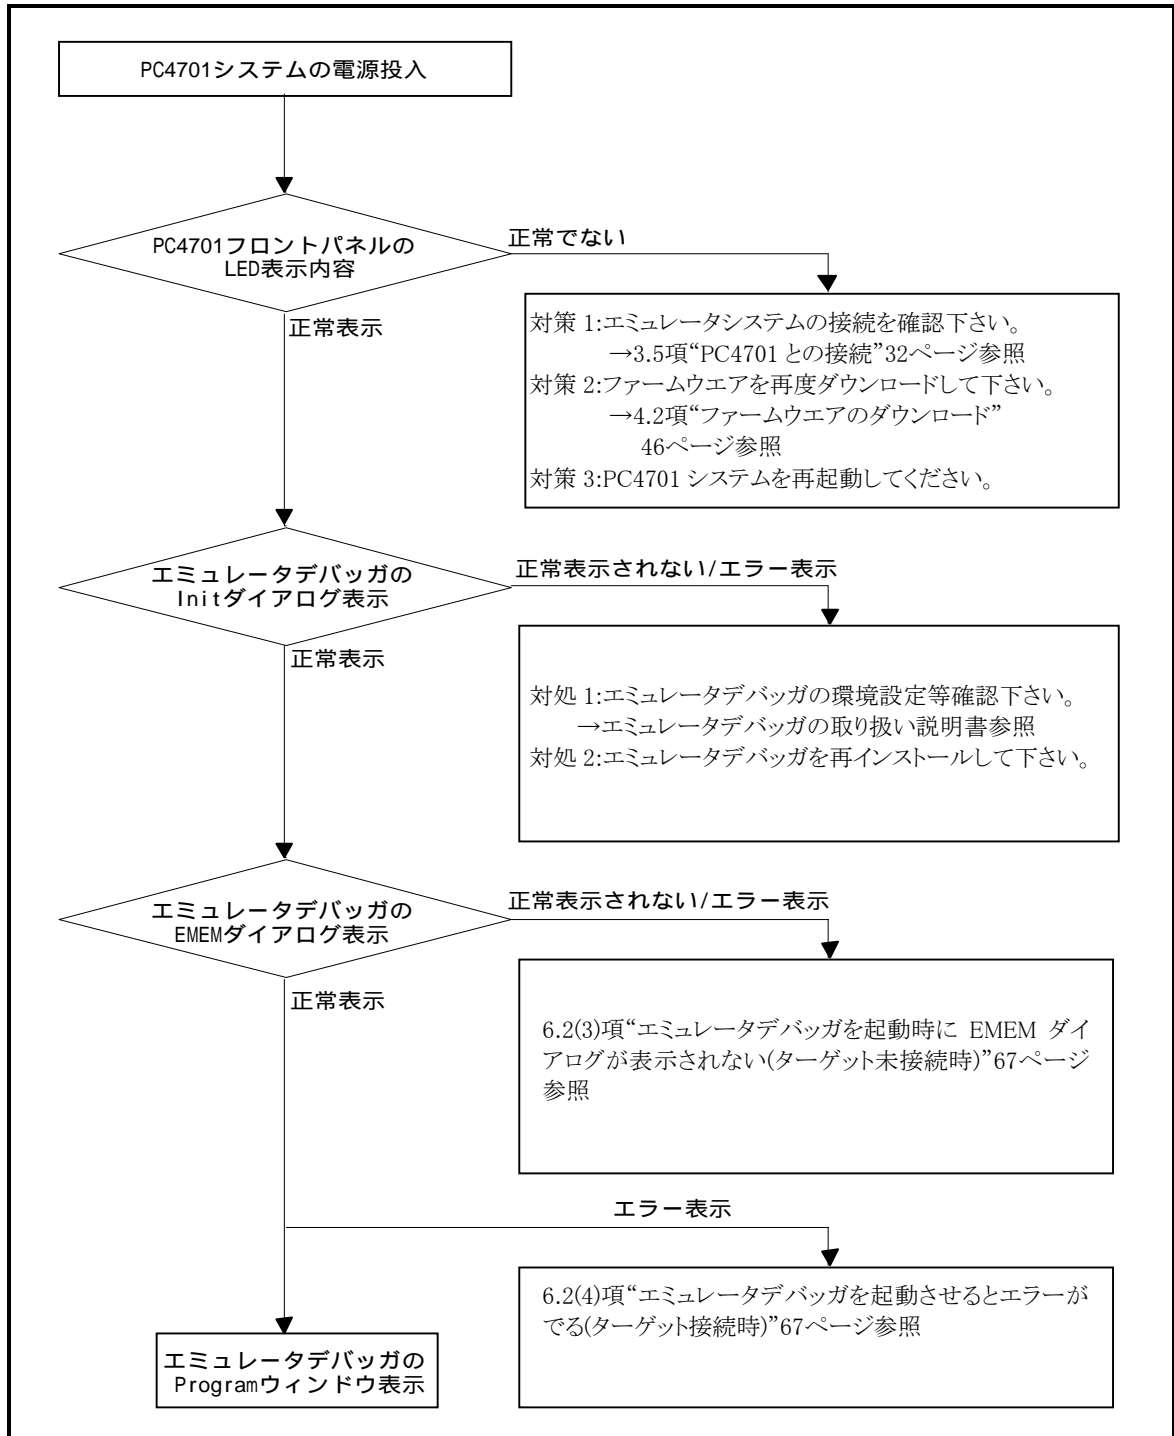 PC4701システムの電源投入
PC4701フロントパネルの
LED表示内容
正常でない
正常表示
対策 1:エミュレータシステムの接続を確認下さい。
→3.5項“PC4701 との接続”32ページ参照
対策 2:ファームウエアを再度ダウンロードして下さい。
→4.2項“ファームウエアのダウンロード”
46ページ参照
対策 3:PC4701 システムを再起動してください。
エミュレータデバッガの
Initダイアログ表示
正常表示されない/エラー表示
正常表示
対処 1:エミュレータデバッガの環境設定等確認下さい。
→エミュレータデバッガの取り扱い説明書参照
対処 2:エミュレータデバッガを再インストールして下さい。
エミュレータデバッガの
EMEMダイアログ表示
正常表示されない/エラー表示
正常表示
6.2(3)項“エミュレータデバッガを起動時に EMEM ダイ
アログが表示されない(ターゲット未接続時)”67ページ
参照
エラー表示
6.2(4)項“エミュレータデバッガを起動させるとエラーが
でる(ターゲット接続時)”67ページ参照
エミュレータデバッガの
Programウィンドウ表示